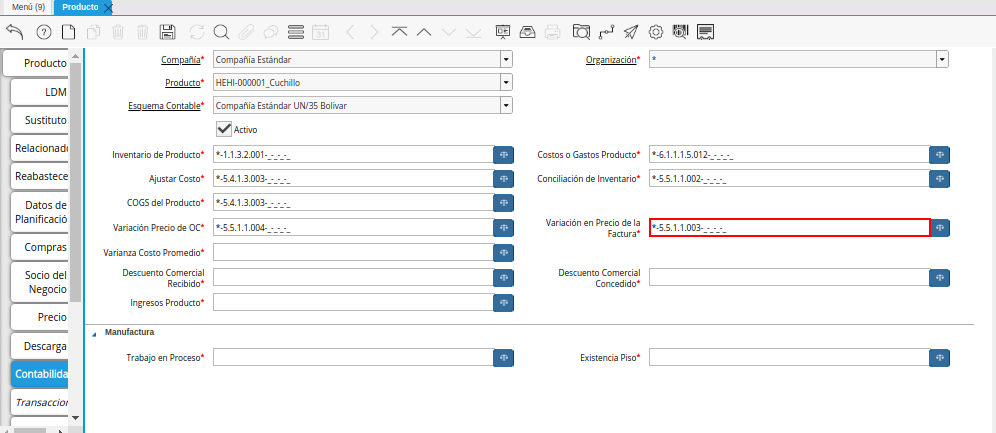 Menú (9)
Producto
Producto
LDM
Sustituto
Relacionado
Reabastece
Datos de
Planificació
Compras
Socio del
Negocio
Precio
Descarga
Contabilida
Transaccion
Compañía* Compañía Estándar
Organización* *
Producto* HEHI-000001_Cuchillo
Esquema Contable* Compañía Estándar UN/35 Bolivar
Activo
Inventario de Producto* *-1.1.3.2.001-_-_-_-_
Costos o Gastos Producto* *-6.1.1.1.5.012-_-_-_-_
Ajustar Costo* *-5.4.1.3.003-_-_-_-_
Conciliación de Inventario* *-5.5.1.1.002-_-_-_-_
COGS del Producto* *-5.4.1.3.003-_-_-_-_
Variación Precio de OC* *-5.5.1.1.004-_-_-_-_
Variación en Precio de la
Factura* *-5.5.1.1.003-_-_-_-_
Varianza Costo Promedio*
Descuento Comercial
Recibido*
Descuento Comercial
Concedido*
Ingresos Producto*
Manufactura
Trabajo en Proceso*
Existencia Piso*